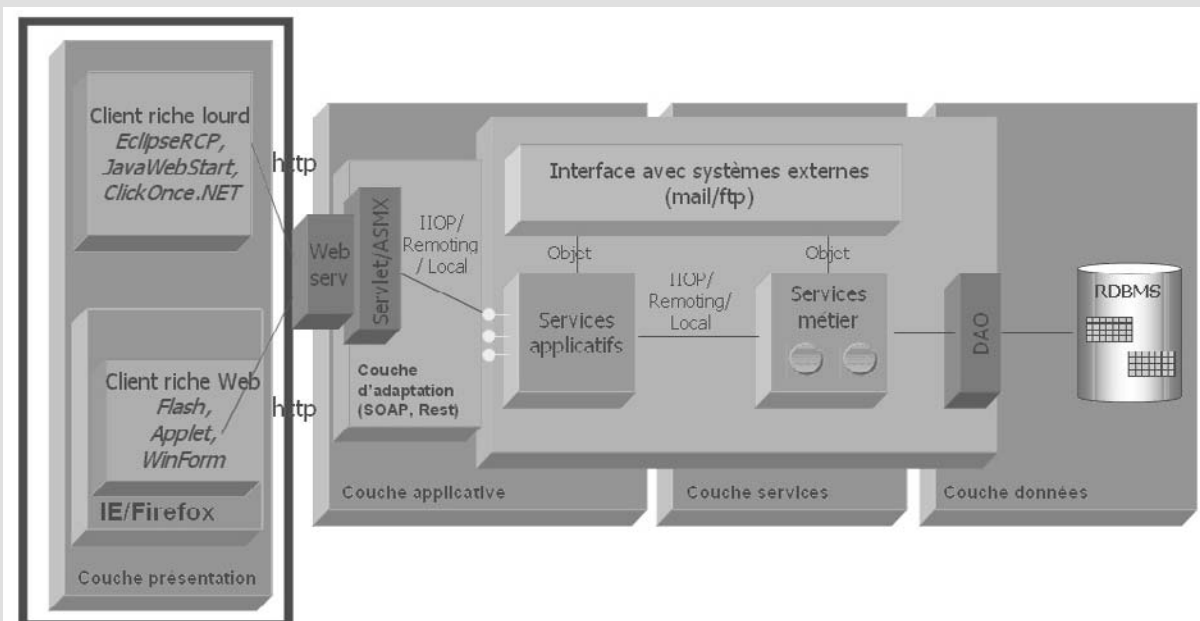 Client riche lourd
EclipseRCP,
JavaWebStart,
ClickOnce.NET
http
Client riche Web
Flash,
Applet,
WinForm
IE/Firefox
http
Couche présentation
Web
serv
Servlet/ASMX
IIOP/
Remoting
/ Local
Couche
d'adaptation
(SOAP, Rest)
Interface avec systèmes externes
(mail/ftp)
Objet
Objet
Services
applicatifs
IIOP/
Remoting/
Local
Services
métier
DAO
RDBMS
Couche applicative
Couche services
Couche données